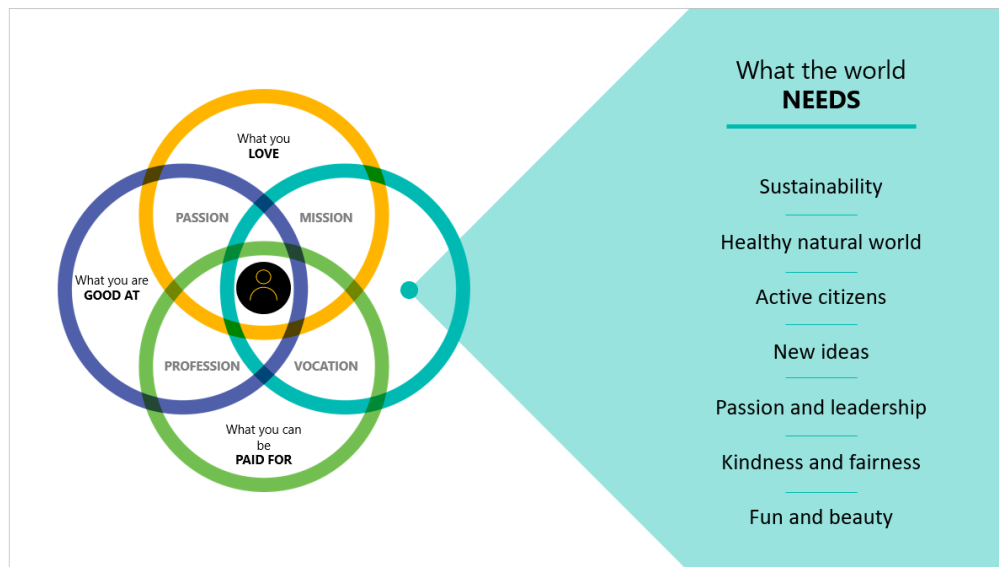 What you
LOVE
PASSION
MISSION
What you are
GOOD AT
PROFESSION
VOCATION
What you can
be
PAID FOR
What the world
NEEDS
Sustainability
Healthy natural world
Active citizens
New ideas
Passion and leadership
Kindness and fairness
Fun and beauty